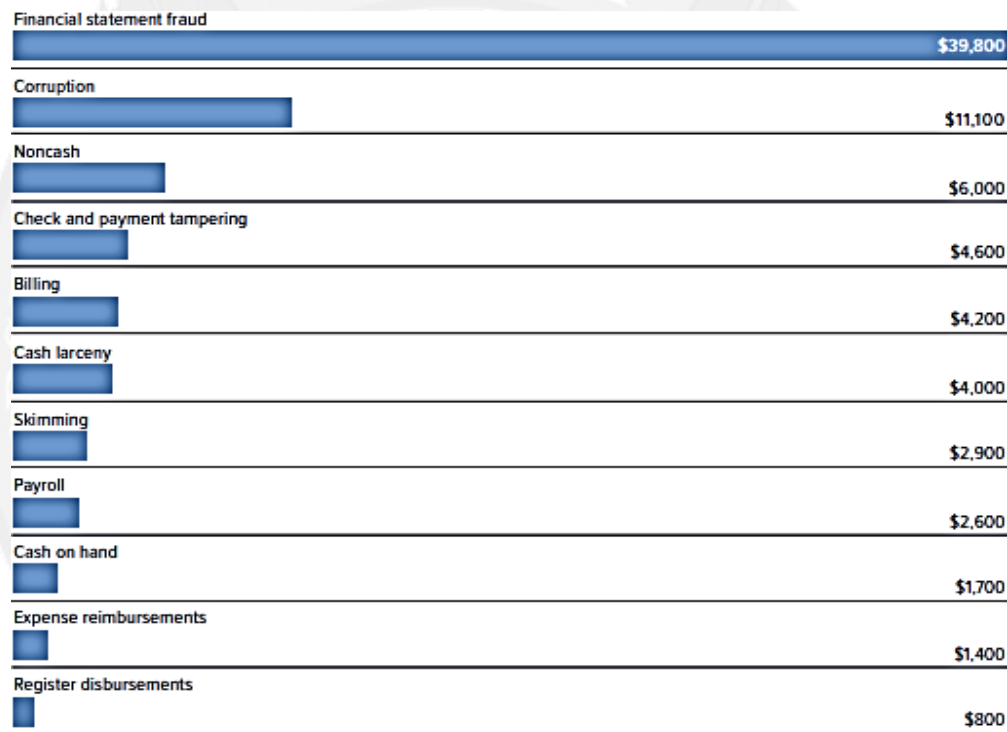 Financial statement fraud
$39,800
Corruption
$11,100
Noncash
$6,000
Check and payment tampering
$4,600
Billing
$4,200
Cash larceny
$4,000
Skimming
$2,900
Payroll
$2,600
Cash on hand
$1,700
Expense reimbursements
$1,400
Register disbursements
$800